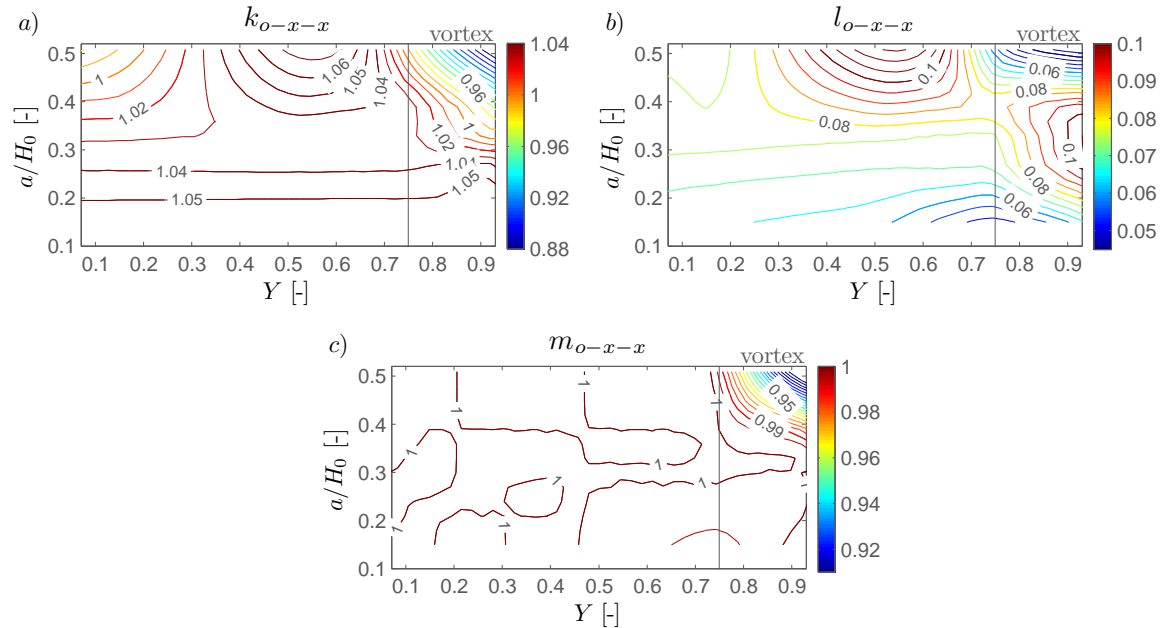 a) k_{o-x-x} vortex
0.5 0.4 0.3 0.2 0.1
a/H_0 [-]
1 1.02 1.04 1.05 1.06 1.05 1.04 0.96 1 1.02 1.05
0.1 0.2 0.3 0.4 0.5 0.6 0.7 0.8 0.9
Y [-]
1.04 1 0.96 0.92 0.88
b) l_{o-x-x} vortex
0.5 0.4 0.3 0.2 0.1
a/H_0 [-]
0.1 0.08 0.06 0.08 0.1 0.08 0.06
0.1 0.2 0.3 0.4 0.5 0.6 0.7 0.8 0.9
Y [-]
0.1 0.09 0.08 0.07 0.06 0.05
c) m_{o-x-x} vortex
0.5 0.4 0.3 0.2 0.1
a/H_0 [-]
1 1 1 1 1 1 1 1 1 0.95 0.99
0.1 0.2 0.3 0.4 0.5 0.6 0.7 0.8 0.9
Y [-]
1 0.98 0.96 0.94 0.92